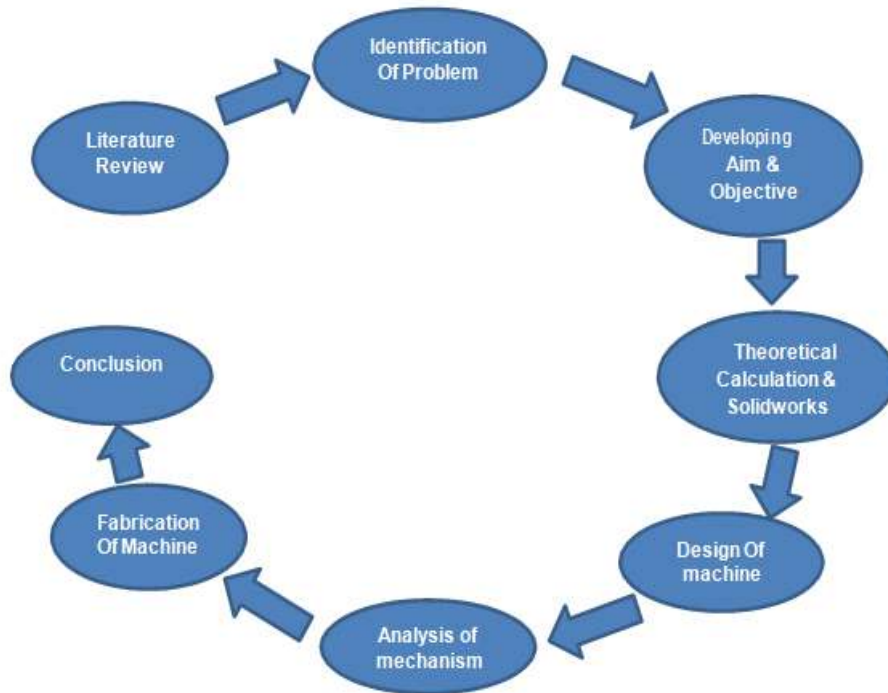 Literature
Review
Identification
Of Problem
Developing
Aim &
Objective
Theoretical
Calculation &
Solidworks
Design Of
machine
Analysis of
mechanism
Fabrication
Of Machine
Conclusion